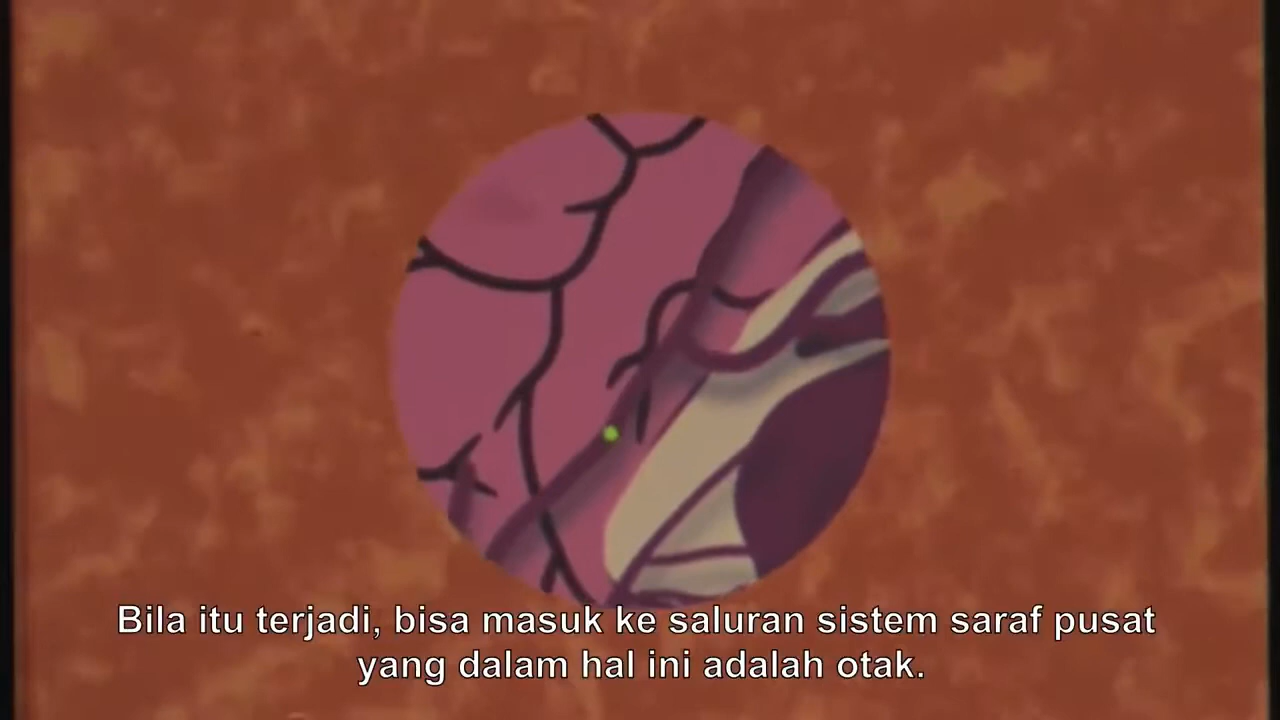 Bila itu terjadi, bisa masuk ke saluran sistem saraf pusat
yang dalam hal ini adalah otak.